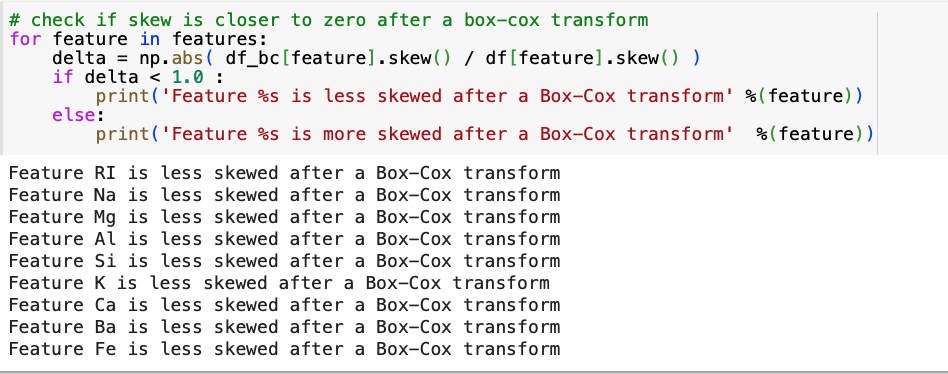 # check if skew is closer to zero after a box-cox transform
for feature in features:
    delta = np.abs( df_bc[feature].skew() / df[feature].skew() )
    if delta < 1.0 :
        print('Feature %s is less skewed after a Box-Cox transform' %(feature))
    else:
        print('Feature %s is more skewed after a Box-Cox transform'  %(feature))
Feature RI is less skewed after a Box-Cox transform
Feature Na is less skewed after a Box-Cox transform
Feature Mg is less skewed after a Box-Cox transform
Feature Al is less skewed after a Box-Cox transform
Feature Si is less skewed after a Box-Cox transform
Feature K is less skewed after a Box-Cox transform
Feature Ca is less skewed after a Box-Cox transform
Feature Ba is less skewed after a Box-Cox transform
Feature Fe is less skewed after a Box-Cox transform